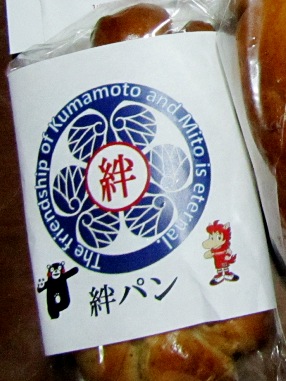 The friendship of Kumamoto and Mito is eternal.
絆
絆パン